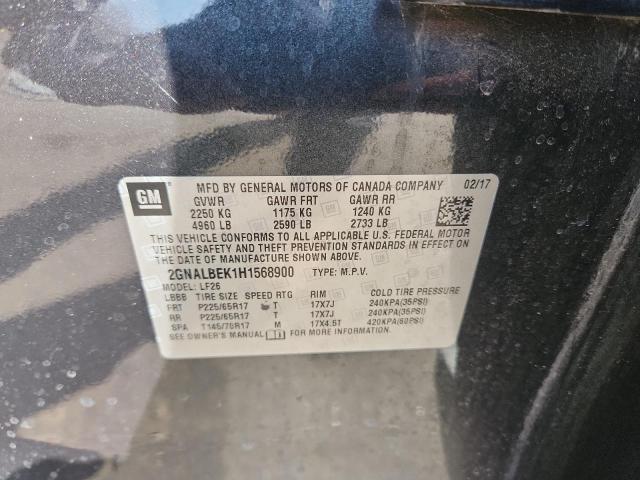 GM
MFD BY GENERAL MOTORS OF CANADA COMPANY 02/17
GVWR GAWR FRT GAWR RR
2250 KG 1175 KG 1240 KG
4960 LB 2590 LB 2733 LB
THIS VEHICLE CONFORMS TO ALL APPLICABLE U.S. FEDERAL MOTOR
VEHICLE SAFETY AND THEFT PREVENTION STANDARDS IN EFFECT ON
THE DATE OF MANUFACTURE SHOWN ABOVE.
2GNALBEK1H1568900 TYPE: M.P.V.
MODEL: LF26
LBBB TIRE SIZE SPEED RTG RIM COLD TIRE PRESSURE
FRT P225/65R17 T 17X7J 240KPA(35PSI)
RR P225/65R17 T 17X7J 240KPA(35PSI)
SPA T145/70R17 M 17X4.5T 420KPA(60PSI)
SEE OWNER'S MANUAL FOR MORE INFORMATION.